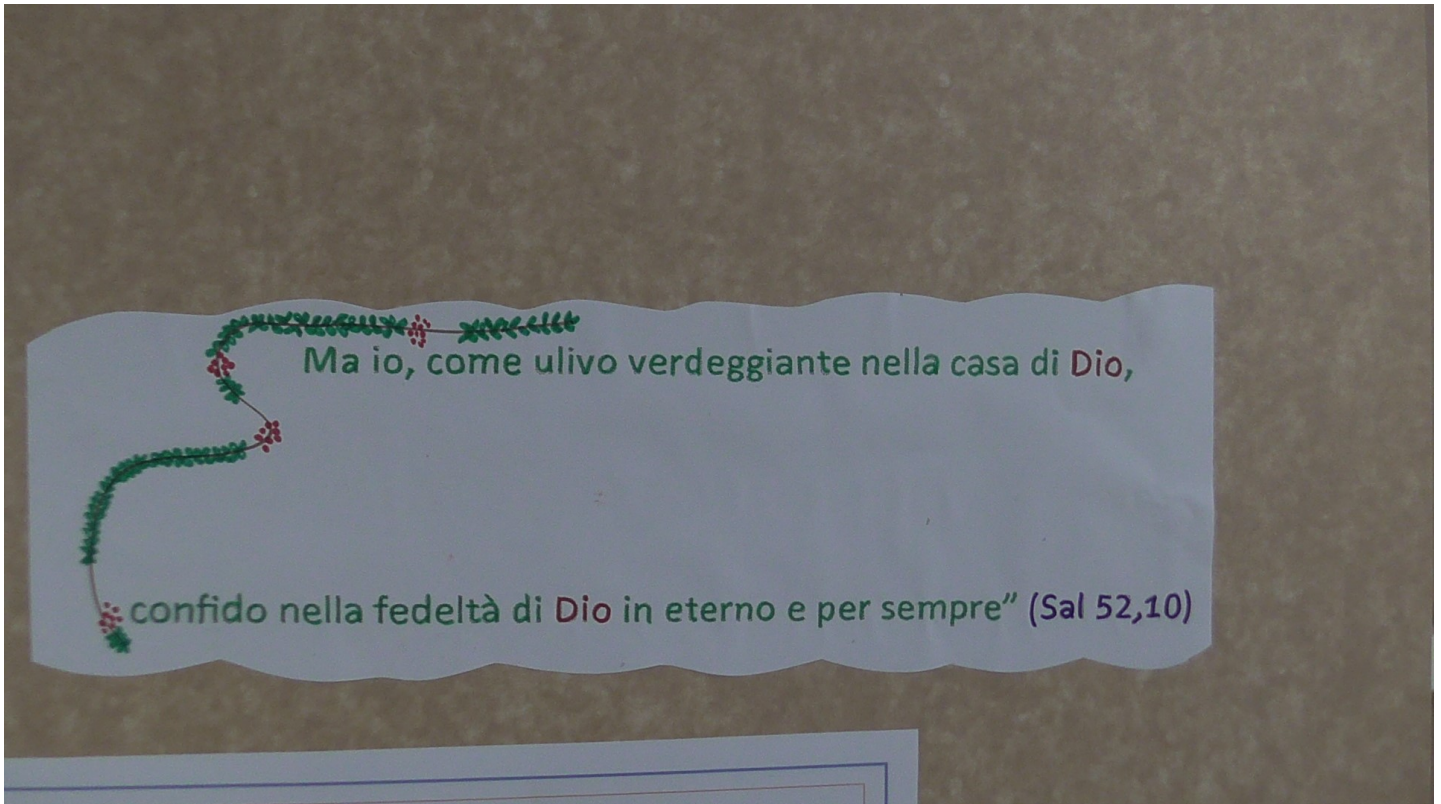 Ma io, come ulivo verdeggiante nella casa di Dio,
confido nella fedeltà di Dio in eterno e per sempre” (Sal 52,10)